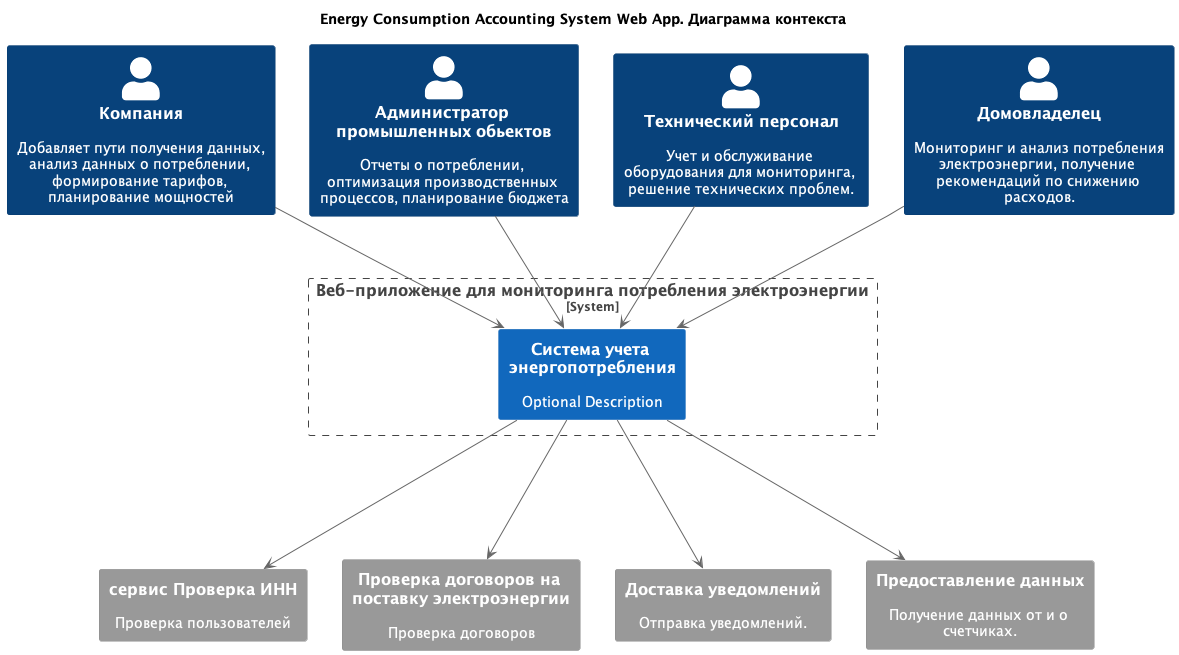 Energy Consumption Accounting System Web App. Диаграмма контекста
Компания
Добавляет пути получения данных,
анализ данных о потреблении,
формирование тарифов,
планирование мощностей
Администратор
промышленных обьектов
Отчеты о потреблении,
оптимизация производственных
процессов, планирование бюджета
Технический персонал
Учет и обслуживание
оборудования для мониторинга,
решение технических проблем.
Домовладелец
Мониторинг и анализ потребления
электроэнергии, получение
рекомендаций по снижению
расходов.
Веб-приложение для мониторинга потребления электроэнергии
[System]
Система учета
энергопотребления
Optional Description
сервис Проверка ИНН
Проверка пользователей
Проверка договоров на
поставку электроэнергии
Проверка договоров
Доставка уведомлений
Отправка уведомлений.
Предоставление данных
Получение данных от и о
счетчиках.